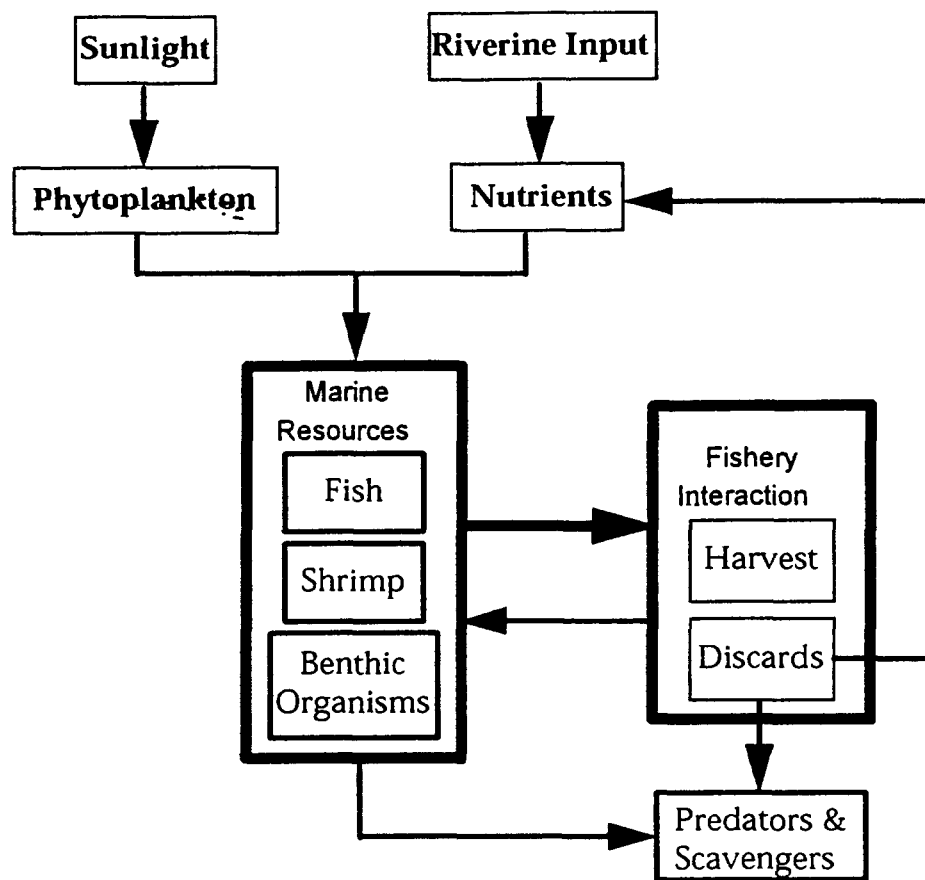 Sunlight
Riverine Input
Phytoplankton
Nutrients
Marine
Resources
Fish
Shrimp
Benthic
Organisms
Fishery
Interaction
Harvest
Discards
Predators &
Scavengers